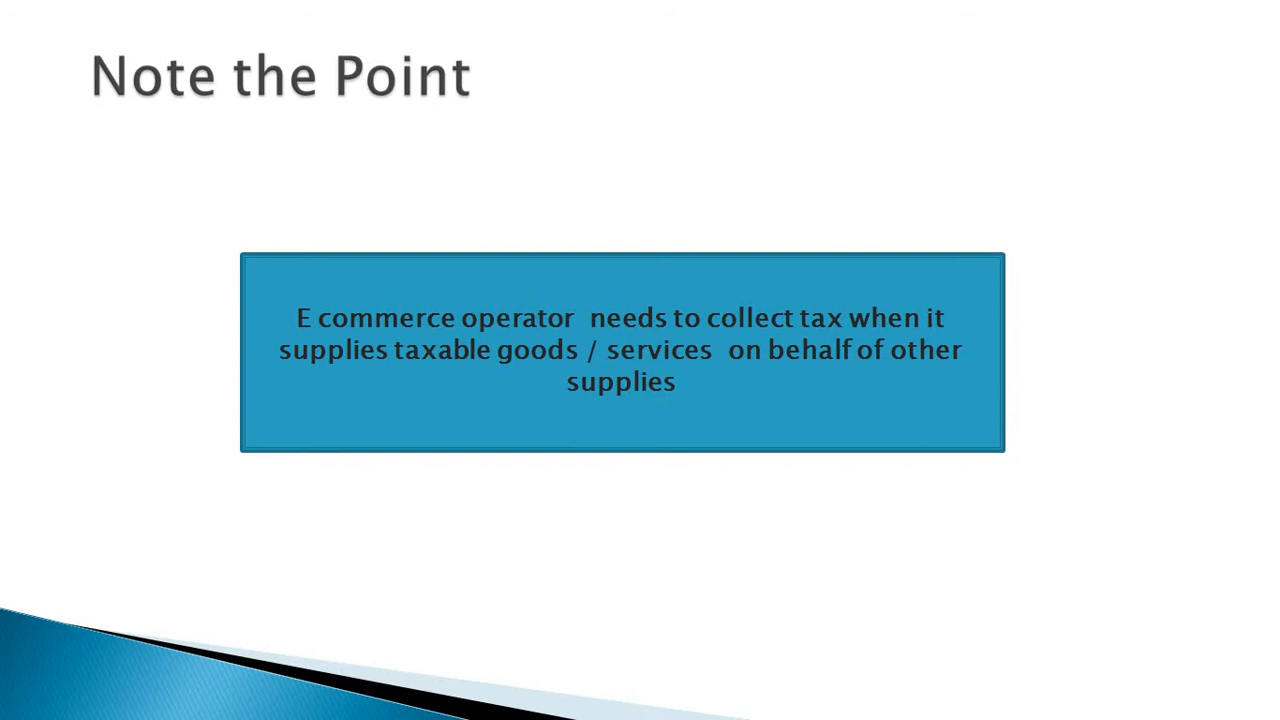 Note the Point
E commerce operator needs to collect tax when it
supplies taxable goods / services on behalf of other
supplies